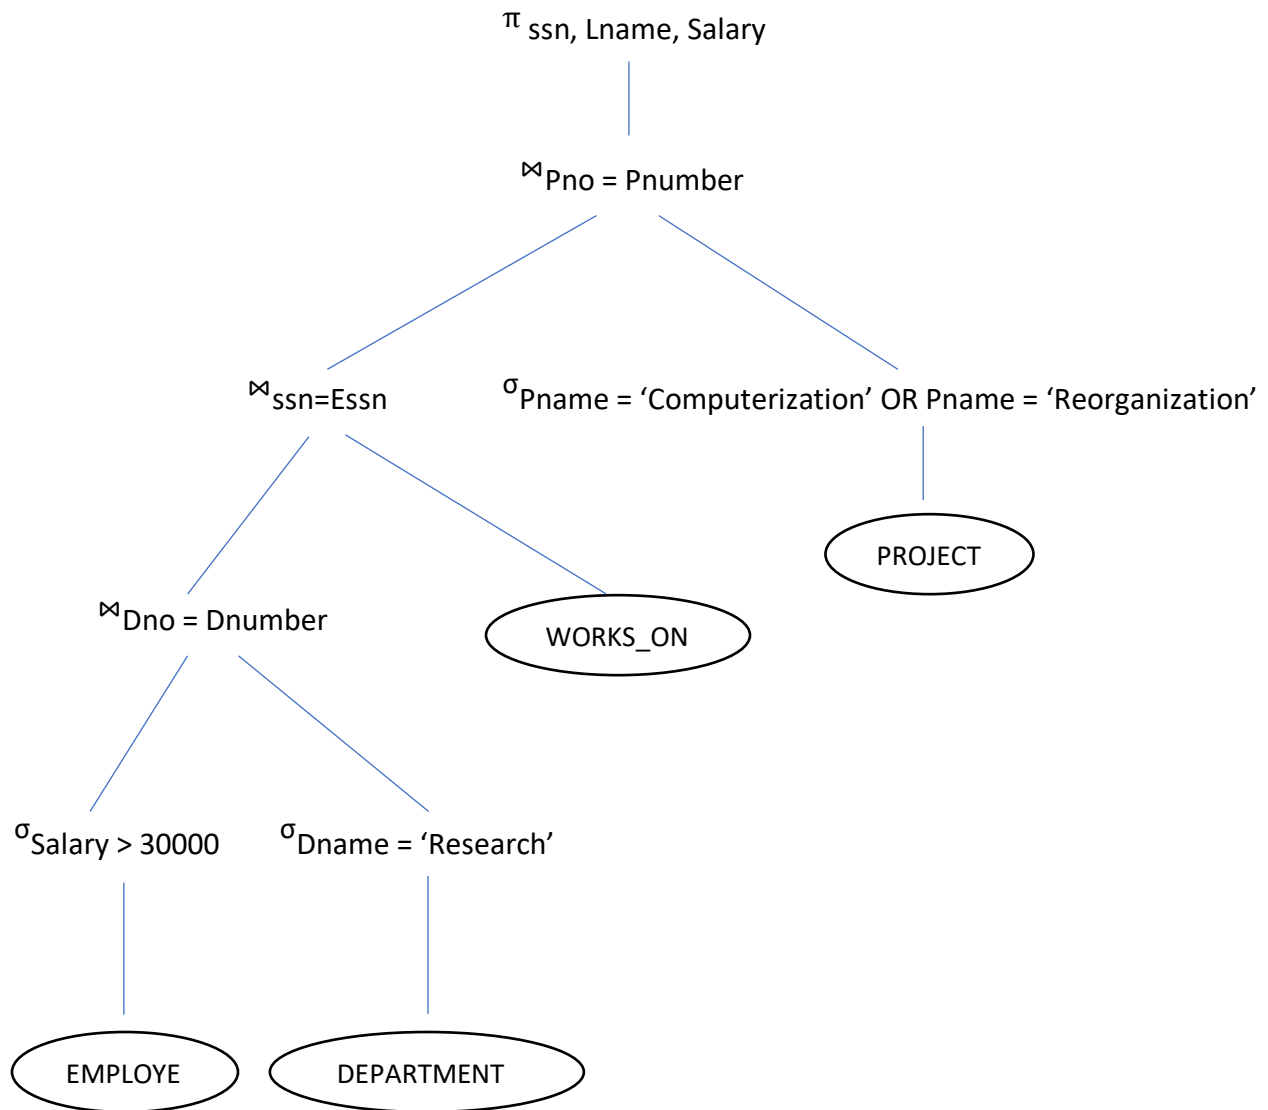 π ssn, Lname, Salary
⋈Pno = Pnumber
⋈ssn=Essn
σPname = ‘Computerization’ OR Pname = ‘Reorganization’
PROJECT
⋈Dno = Dnumber
WORKS_ON
σSalary > 30000
σDname = ‘Research’
EMPLOYE
DEPARTMENT